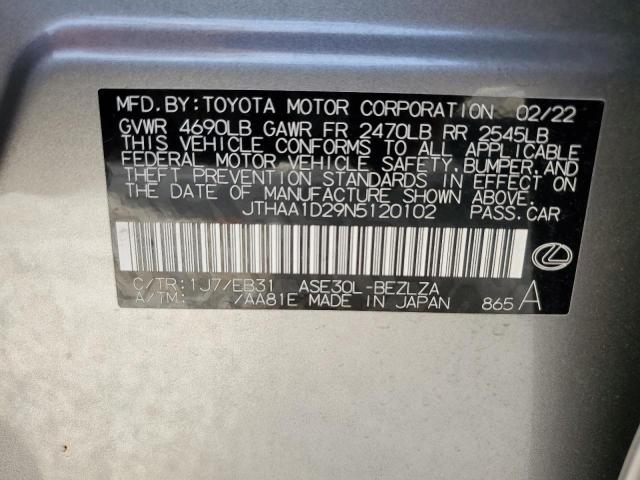 MFD.BY:TOYOTA MOTOR CORPORATION 02/22
GVWR 4690LB GAWR FR 2470LB RR 2545LB
THIS VEHICLE CONFORMS TO ALL APPLICABLE
FEDERAL MOTOR VEHICLE SAFETY, BUMPER, AND
THEFT PREVENTION STANDARDS IN EFFECT ON
THE DATE OF MANUFACTURE SHOWN ABOVE.
JTHAA1D29N5120102 PASS.CAR
C/TR:1J7/EB31 ASE30L-BEZLZA
A/TM: /AA81E MADE IN JAPAN 865 A